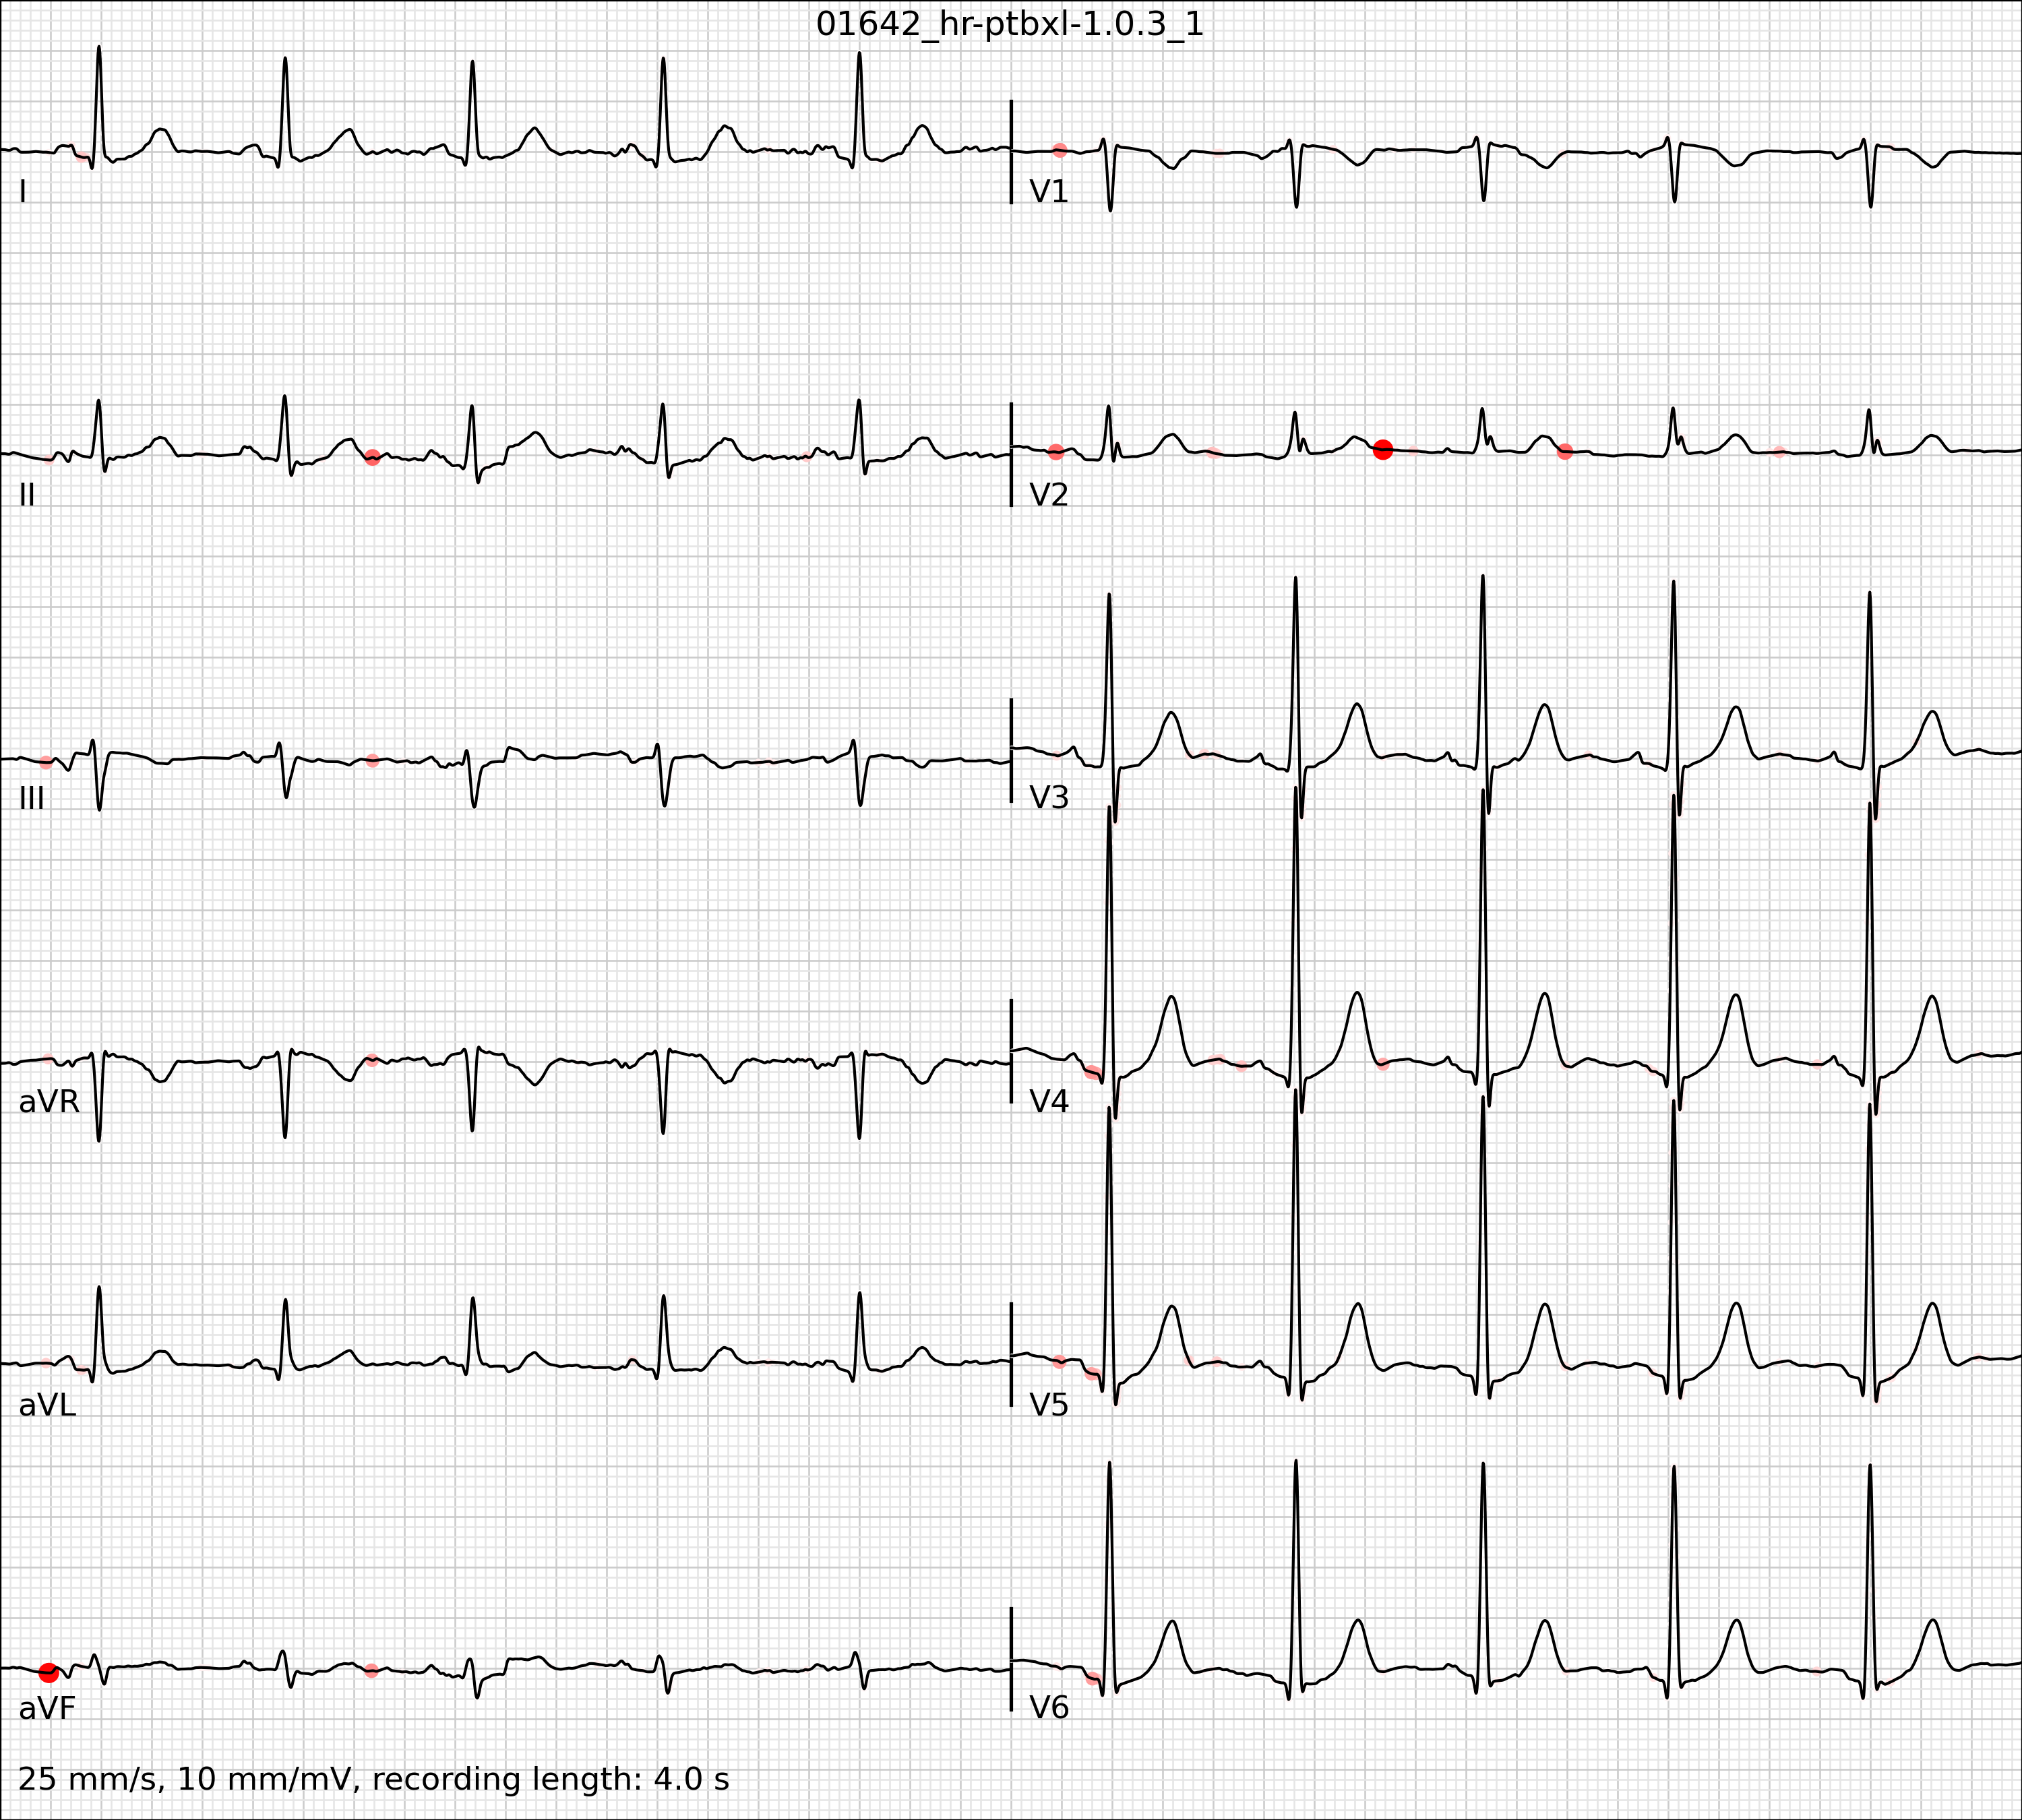 01642_hr-ptbxl-1.0.3_1
I
V1
II
V2
III
V3
aVR
V4
aVL
V5
aVF
V6
25 mm/s, 10 mm/mV, recording length: 4.0 s